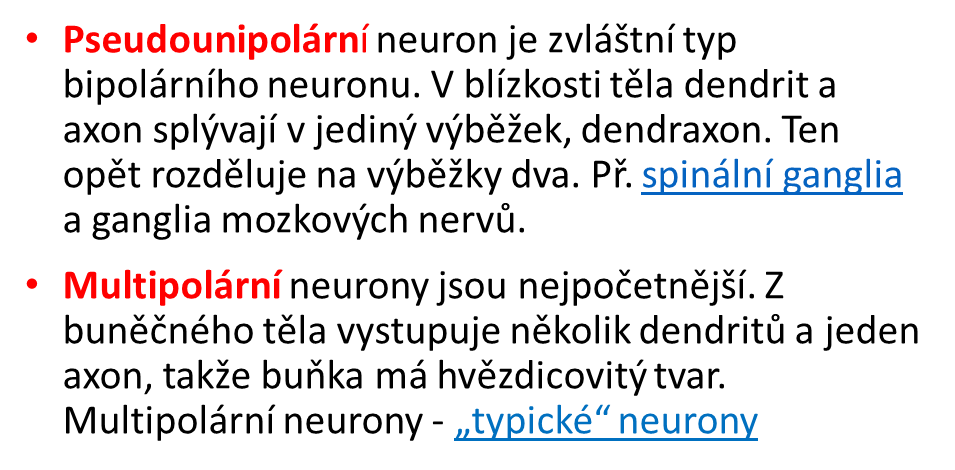 • Pseudounipolární neuron je zvláštní typ
bipolárního neuronu. V blízkosti těla dendrit a
axon splývají v jediný výběžek, dendraxon. Ten
opět rozděluje na výběžky dva. Př. spinální ganglia
a ganglia mozkových nervů.
• Multipolární neurony jsou nejpočetnější. Z
buněčného těla vystupuje několik dendritů a jeden
axon, takže buňka má hvězdicovitý tvar.
Multipolární neurony - „typické“ neurony